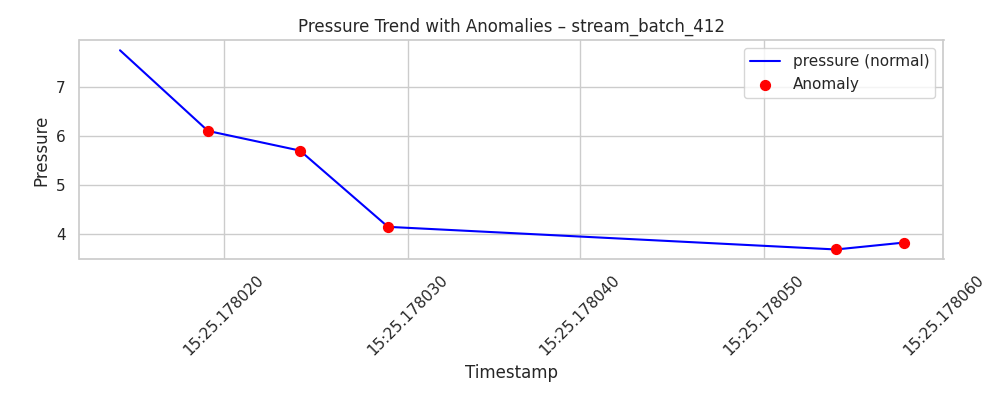 Pressure Trend with Anomalies – stream_batch_412
pressure (normal)
Anomaly
Pressure
7
6
5
4
15:25.178020
15:25.178030
15:25.178040
15:25.178050
15:25.178060
Timestamp